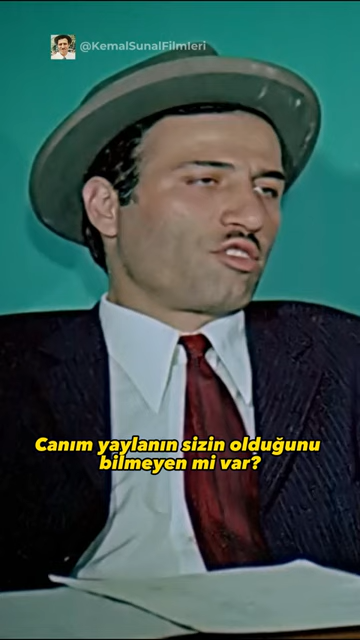 @KemalSunalFilmleri
Canım yaylanın sizin olduğunu
bilmeyen mi var?